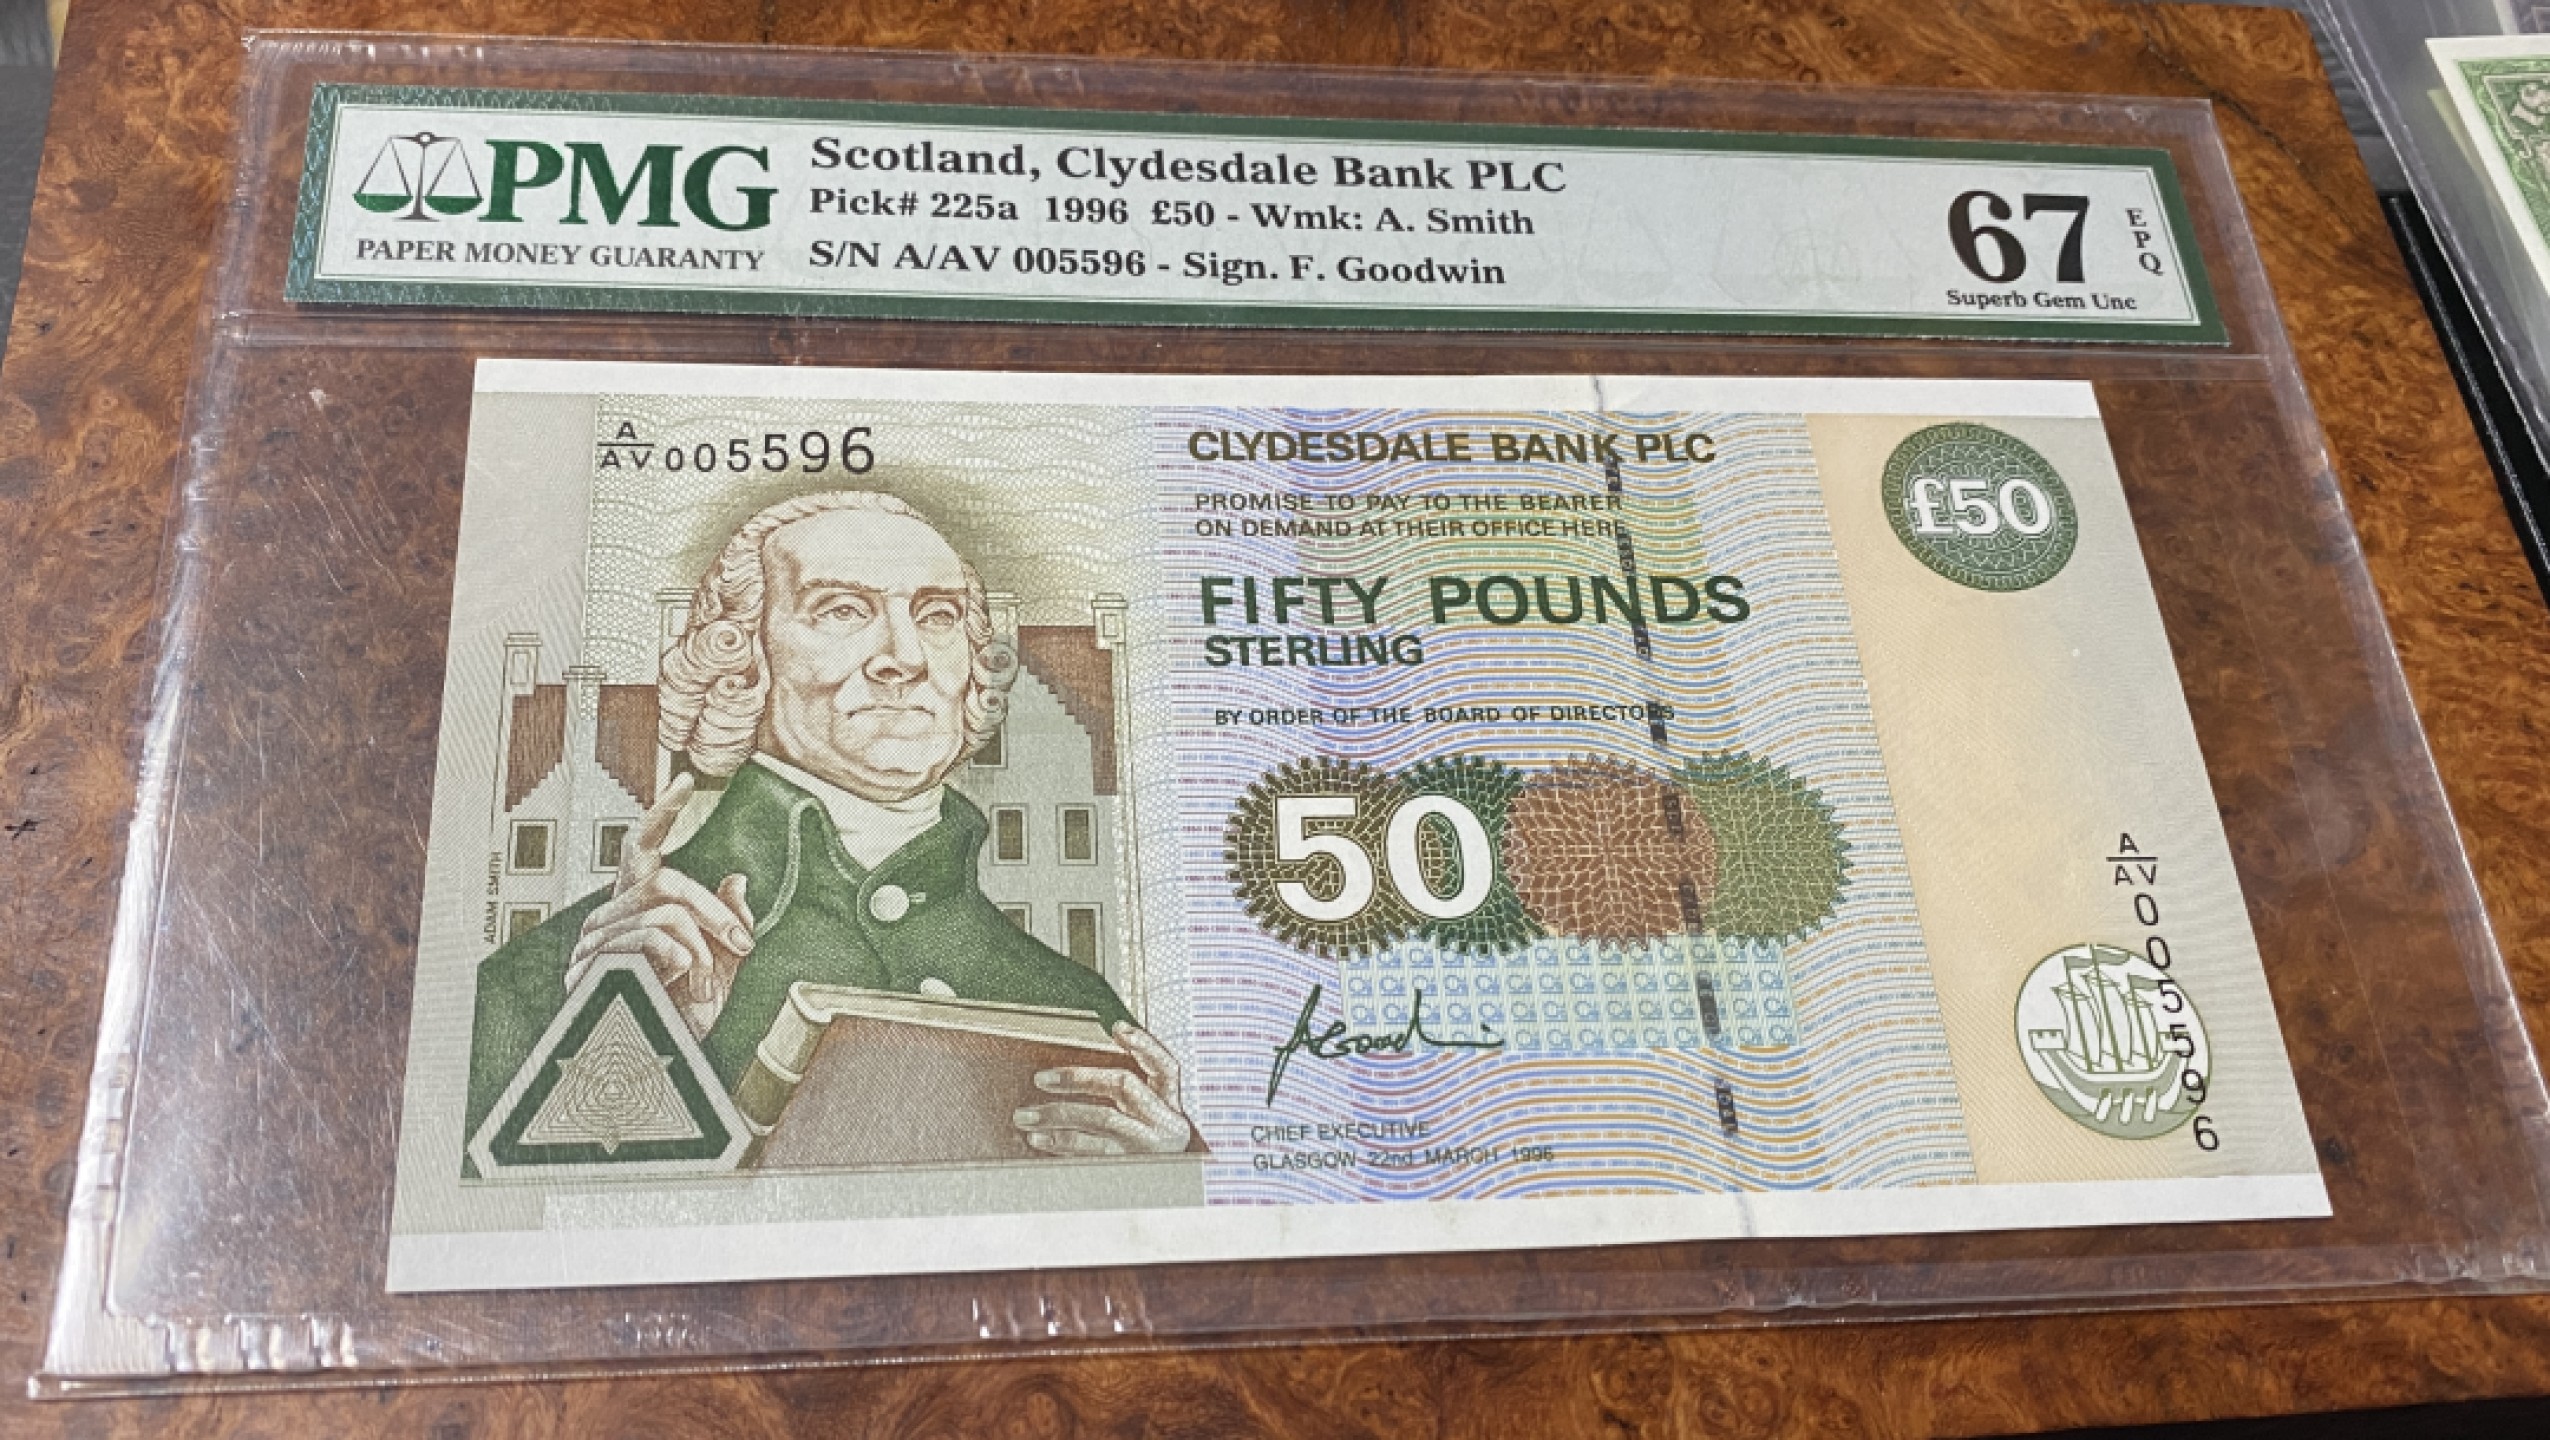 PMG
PAPER MONEY GUARANTY
Scotland, Clydesdale Bank PLC
Pick# 225a 1996 £50 - Wmk: A. Smith
S/N A/AV 005596 - Sign. F. Goodwin
67
EPQ
Superb Gem Unc
A
AV 005596
CLYDESDALE BANK PLC
PROMISE TO PAY TO THE BEARER
ON DEMAND AT THEIR OFFICE HERE
FIFTY POUNDS
STERLING
BY ORDER OF THE BOARD OF DIRECTORS
£50
50
ADAM SMITH
CHIEF EXECUTIVE
GLASGOW 22nd MARCH 1996
A
AV
005596